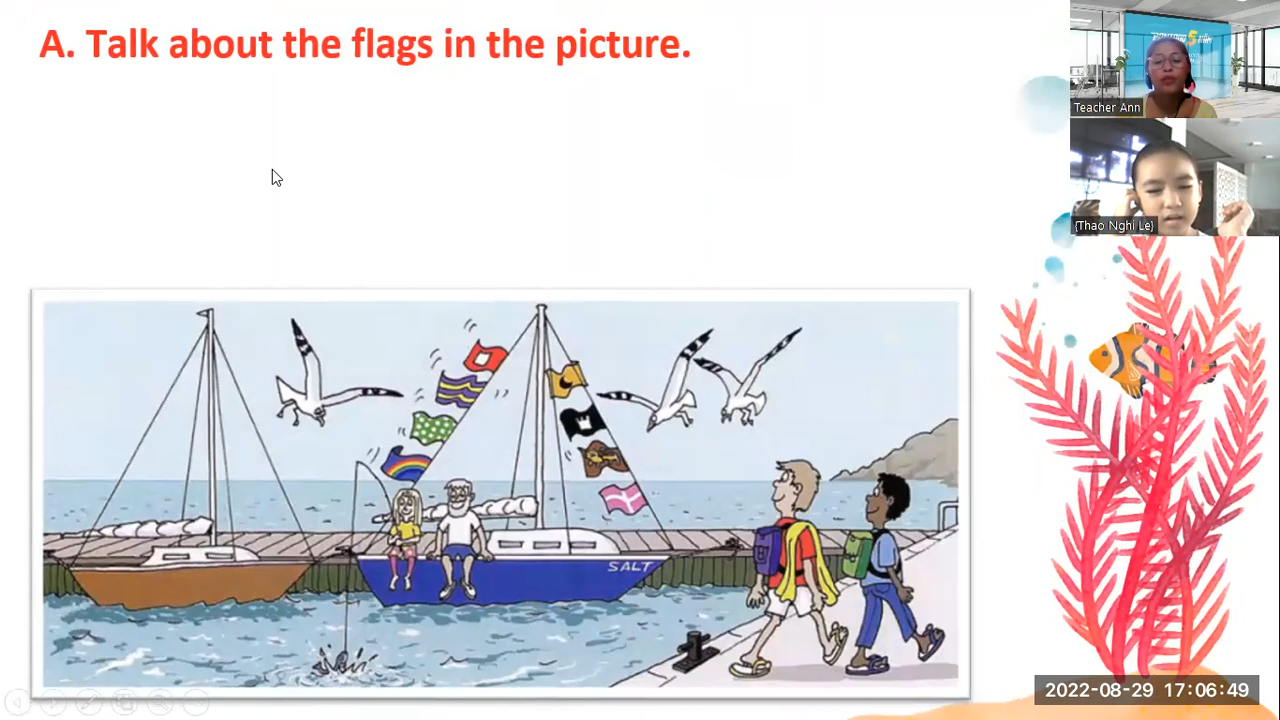 A. Talk about the flags in the picture.
Teacher Ann
{Thao Nghi Le}
SALT
2022-08-29 17:06:49